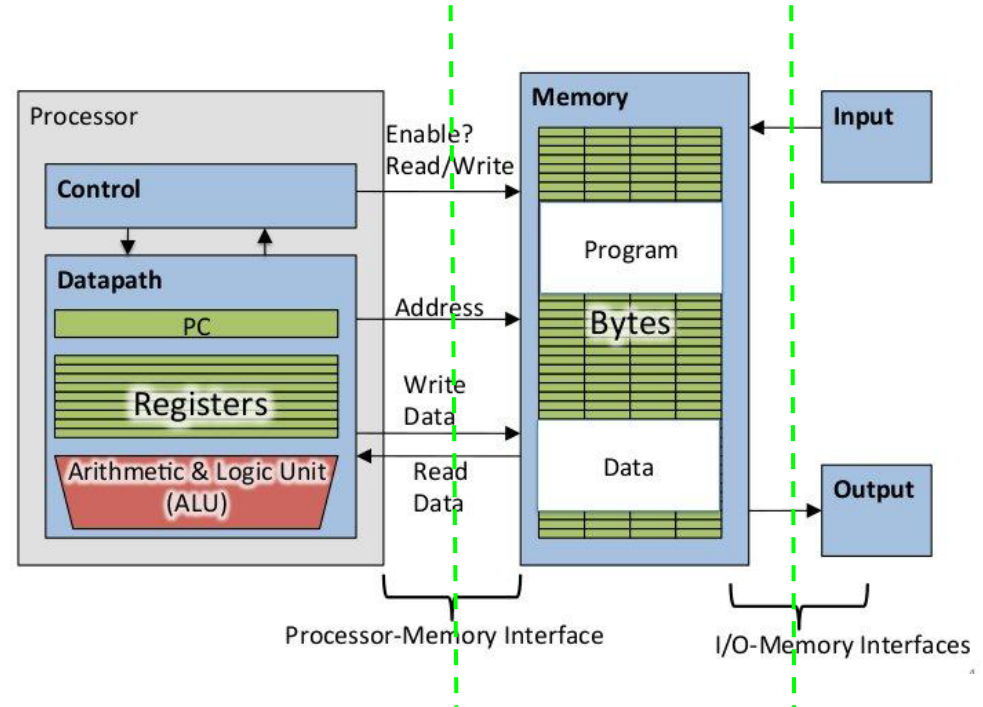 Processor
Control
Datapath
PC
Registers
Arithmetic & Logic Unit
(ALU)
Enable?
Read/Write
Address
Write
Data
Read
Data
Processor-Memory Interface
Memory
Program
Bytes
Data
Input
Output
I/O-Memory Interfaces